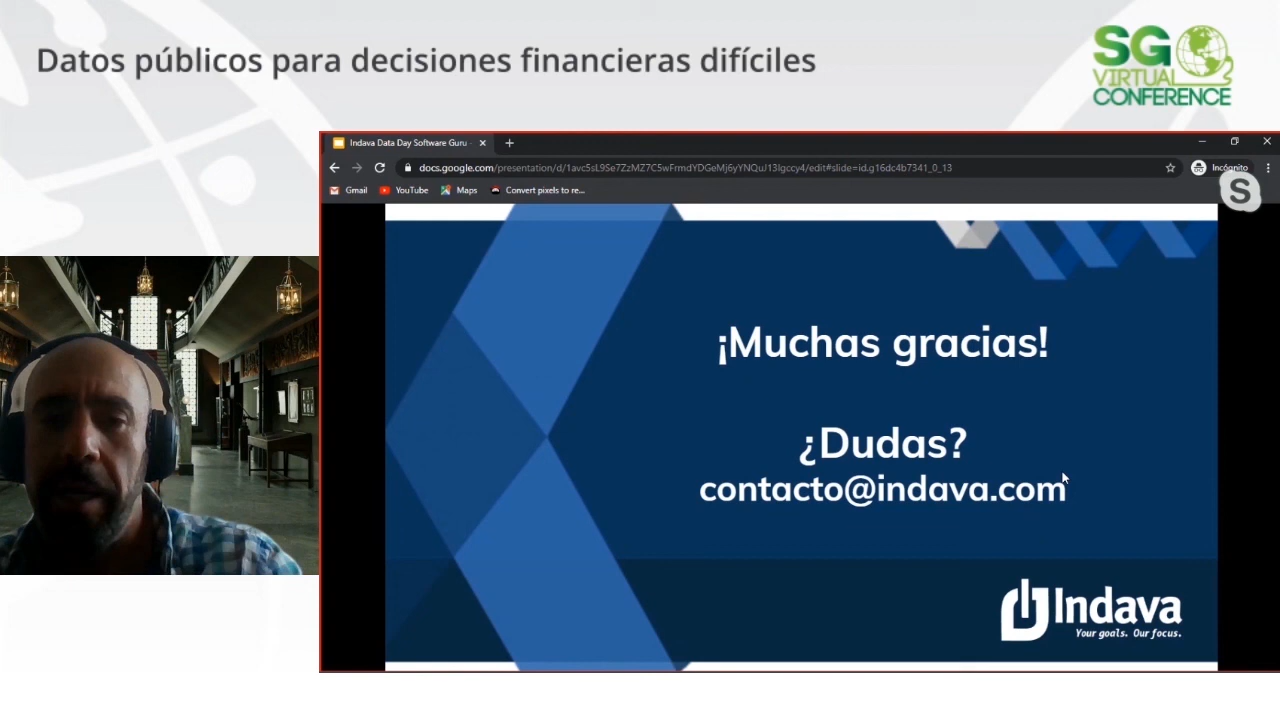 Datos públicos para decisiones financieras difíciles
SG
VIRTUAL
CONFERENCE
Indava Data Day Software Guru -
docs.google.com/presentation/d/1avc5sL9Se7ZzMZ7C5wFrmdYDGeMj6yYNQuJ13Igccy4/edit#slide=id.g16dc4b7341_0_13
Incógnito
Gmail
YouTube
Maps
Convert pixels to re...
S
¡Muchas gracias!
¿Dudas?
contacto@indava.com
Indava
Your goals. Our focus.